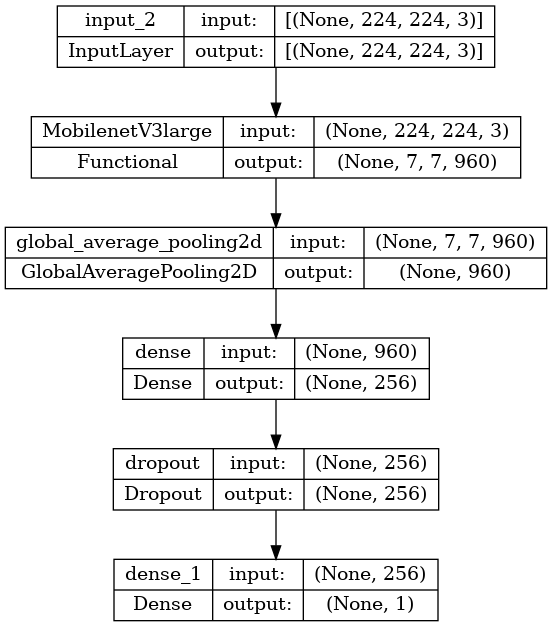 input_2 input: [(None, 224, 224, 3)]
InputLayer output: [(None, 224, 224, 3)]
MobilenetV3large input: (None, 224, 224, 3)
Functional output: (None, 7, 7, 960)
global_average_pooling2d input: (None, 7, 7, 960)
GlobalAveragePooling2D output: (None, 960)
dense input: (None, 960)
Dense output: (None, 256)
dropout input: (None, 256)
Dropout output: (None, 256)
dense_1 input: (None, 256)
Dense output: (None, 1)